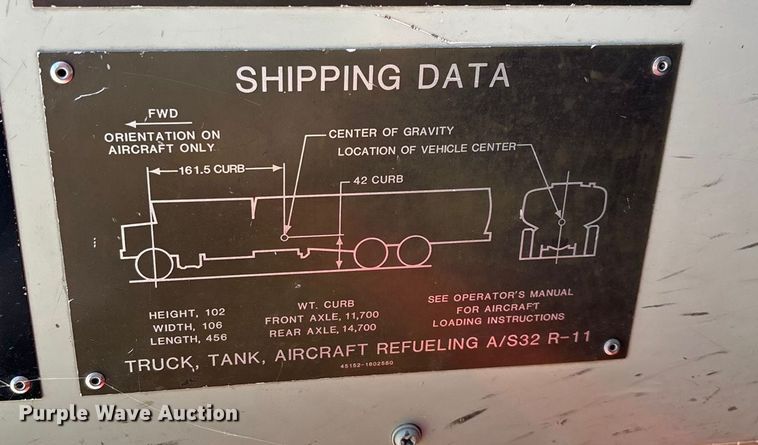 SHIPPING DATA
FWD
ORIENTATION ON
AIRCRAFT ONLY
CENTER OF GRAVITY
LOCATION OF VEHICLE CENTER
161.5 CURB
42 CURB
HEIGHT, 102
WIDTH, 106
LENGTH, 456
WT. CURB
FRONT AXLE, 11,700
REAR AXLE, 14,700
SEE OPERATOR'S MANUAL
FOR AIRCRAFT
LOADING INSTRUCTIONS
TRUCK, TANK, AIRCRAFT REFUELING A/S32 R-11
45152-1802550
Purple Wave Auction